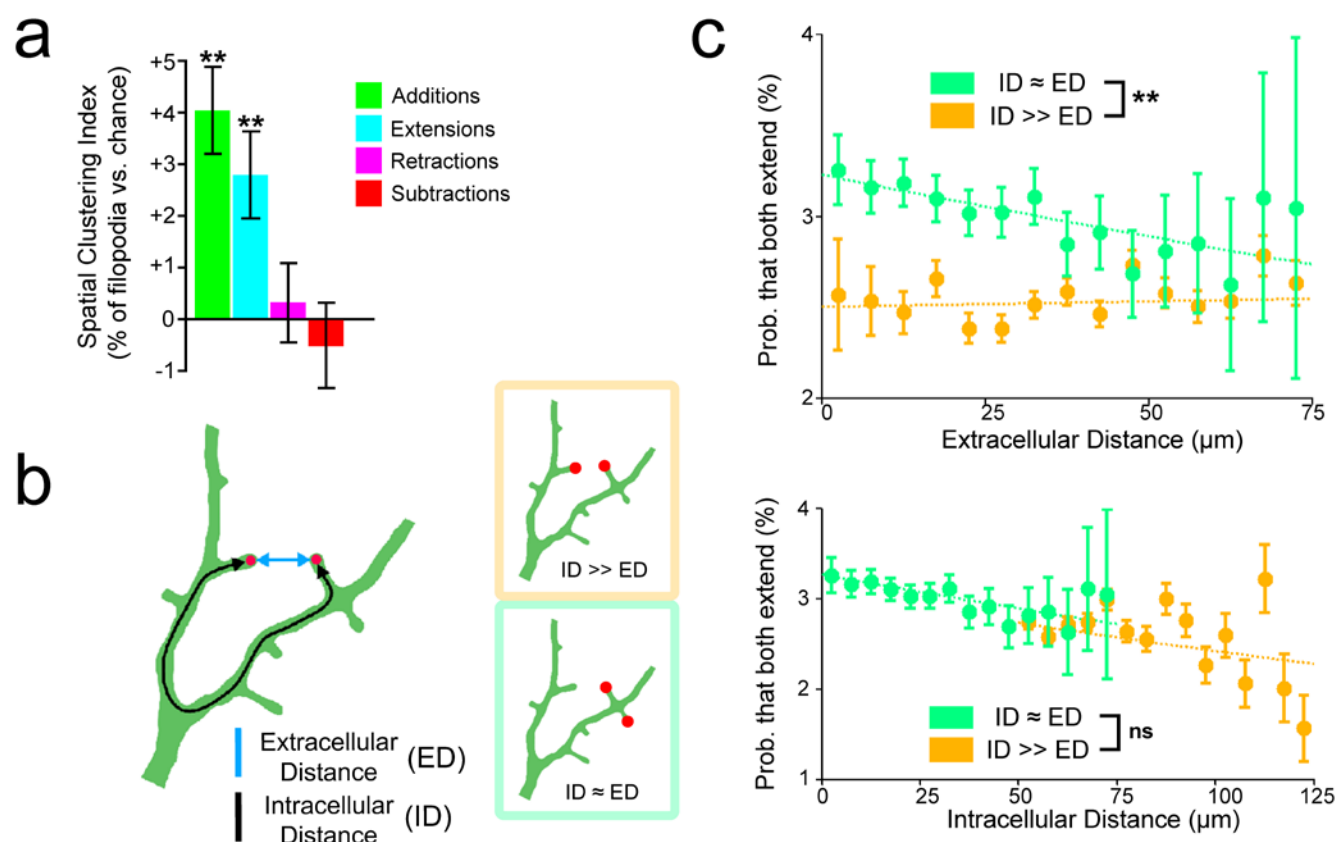 a
Spatial Clustering Index
(% of filopodia vs. chance)
+5
+4
+3
+2
+1
0
-1
**
**
Additions
Extensions
Retractions
Subtractions
b
Extracellular
Distance
(ED)
Intracellular
Distance
(ID)
ID >> ED
ID ≈ ED
c
Prob. that both extend (%)
4
3
2
ID ≈ ED
ID >> ED
**
0
25
50
75
Extracellular Distance (µm)
Prob. that both extend (%)
4
3
2
1
ID ≈ ED
ID >> ED
ns
0
25
50
75
100
125
Intracellular Distance (µm)